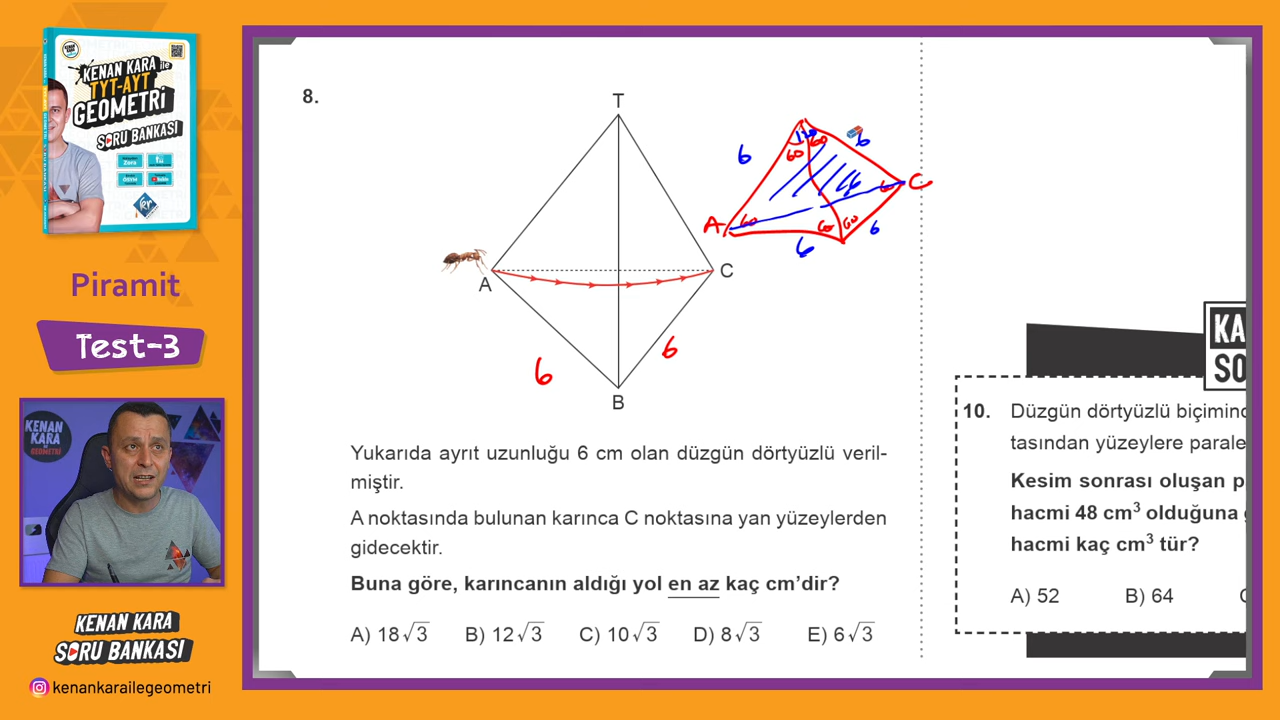 KENAN KARA ile
TYT-AYT
GEOMETRİ
SORU BANKASI
Piramit
Test-3
KENAN
KARA
GEOMETRİ
KENAN KARA
SORU BANKASI
kenankarailegeometri
8.
T
A
C
B
6
6
6
120
6
60
60
60
60
60
A
C
6
6
Yukarıda ayrıt uzunluğu 6 cm olan düzgün dörtyüzlü veril-
miştir.
A noktasında bulunan karınca C noktasına yan yüzeylerden
gidecektir.
Buna göre, karıncanın aldığı yol en az kaç cm’dir?
A) 18√3 B) 12√3 C) 10√3 D) 8√3 E) 6√3
KA
SO
10. Düzgün dörtyüzlü biçimind
tasından yüzeylere parale
Kesim sonrası oluşan p
hacmi 48 cm³ olduğuna g
hacmi kaç cm³ tür?
A) 52 B) 64